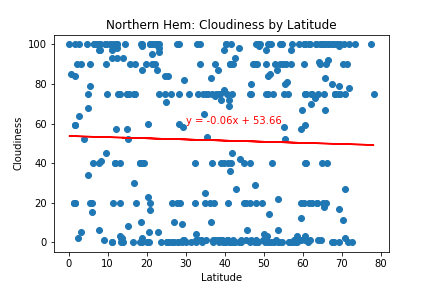 Northern Hem: Cloudiness by Latitude
100
80
60
40
20
0
Cloudiness
y = -0.06x + 53.66
0 10 20 30 40 50 60 70 80
Latitude